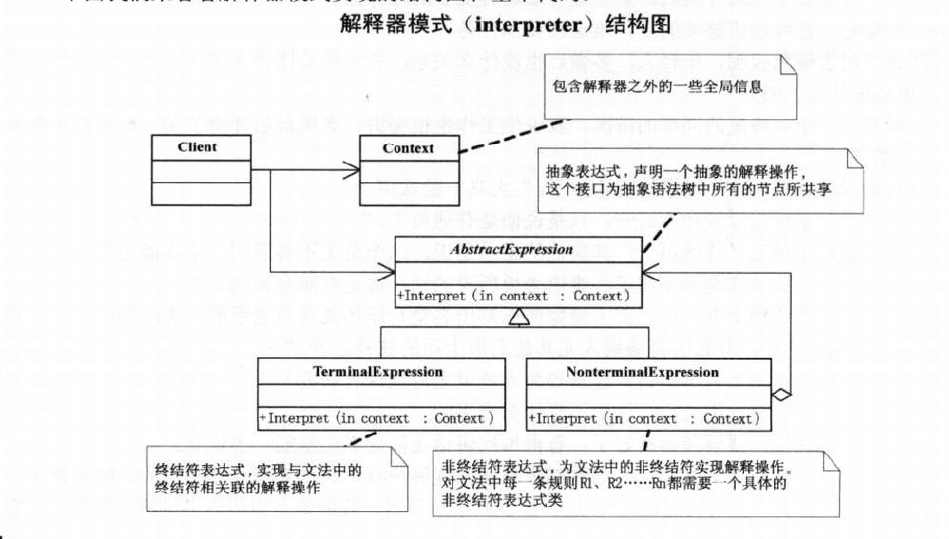 解释器模式（interpreter）结构图
包含解释器之外的一些全局信息
Client
Context
抽象表达式，声明一个抽象的解释操作，
这个接口为抽象语法树中所有的节点所共享
AbstractExpression
+Interpret(in context : Context)
TerminalExpression
+Interpret(in context : Context)
NonterminalExpression
+Interpret(in context : Context)
终结符表达式，实现与文法中的
终结符相关联的解释操作
非终结符表达式，为文法中的非终结符实现解释操作。
对文法中每一条规则R1、R2……Rn都需要一个具体的
非终结符表达式类